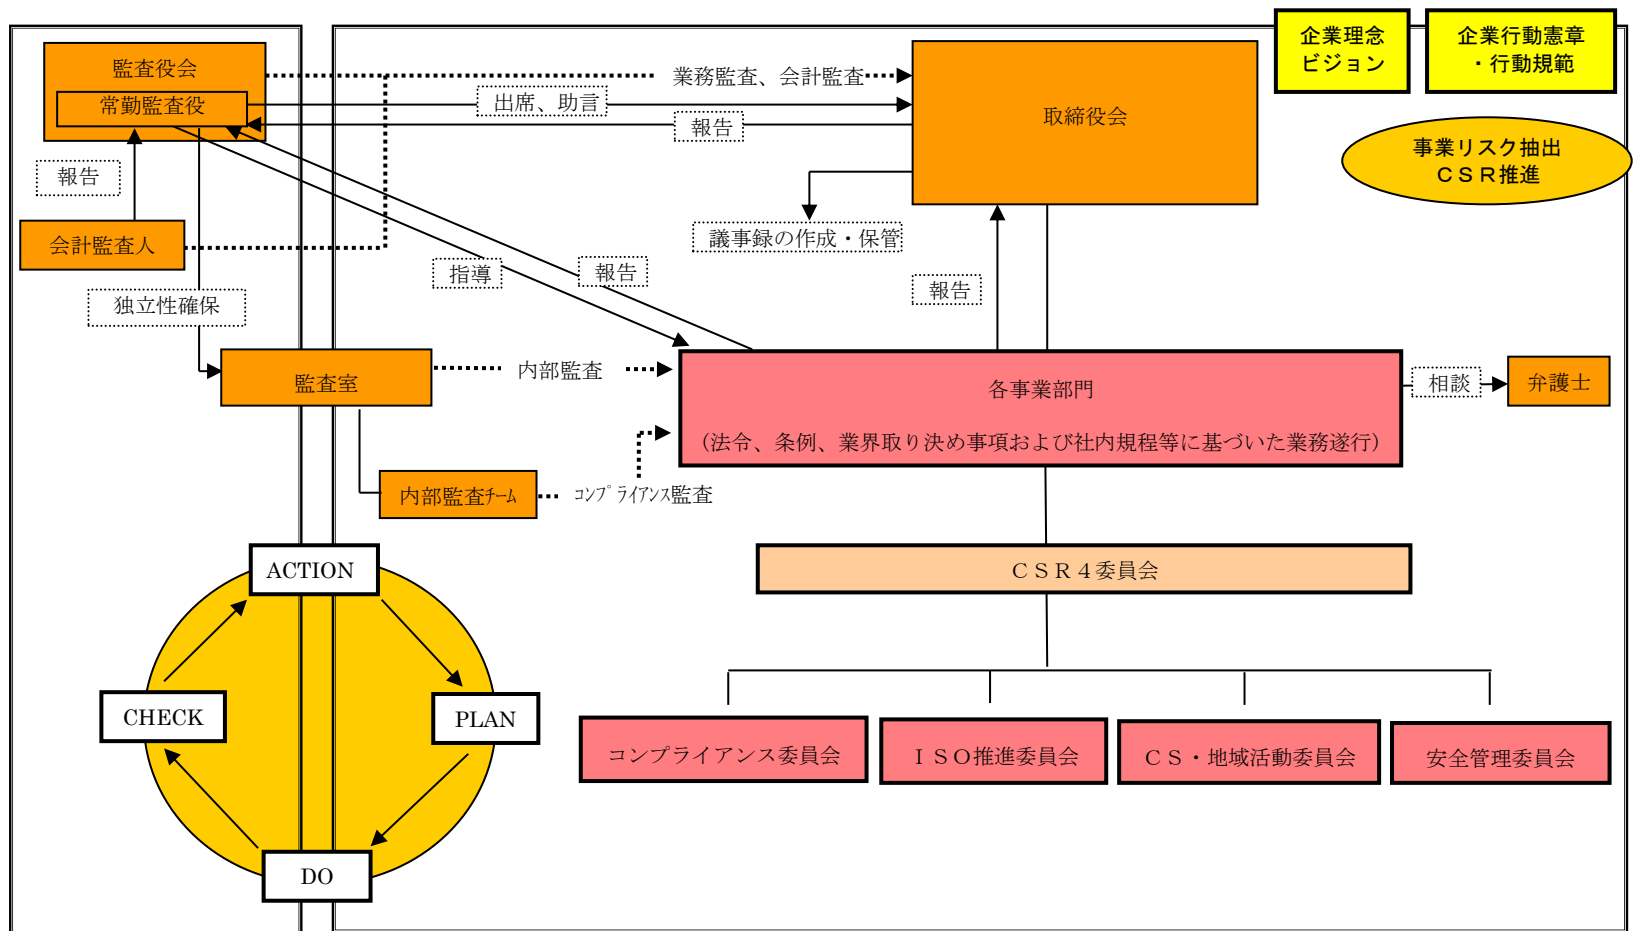 企業理念
ビジョン
企業行動憲章
・行動規範
監査役会
常勤監査役
業務監査、会計監査
出席、助言
報告
取締役会
事業リスク抽出
ＣＳＲ推進
報告
会計監査人
議事録の作成・保管
指導
報告
報告
独立性確保
監査室
内部監査
各事業部門
（法令、条例、業界取り決め事項および社内規程等に基づいた業務遂行）
相談
弁護士
内部監査ﾁｰﾑ
ｺﾝﾌﾟﾗｲｱﾝｽ監査
ACTION
ＣＳＲ４委員会
CHECK
PLAN
コンプライアンス委員会
ＩＳＯ推進委員会
ＣＳ・地域活動委員会
安全管理委員会
DO